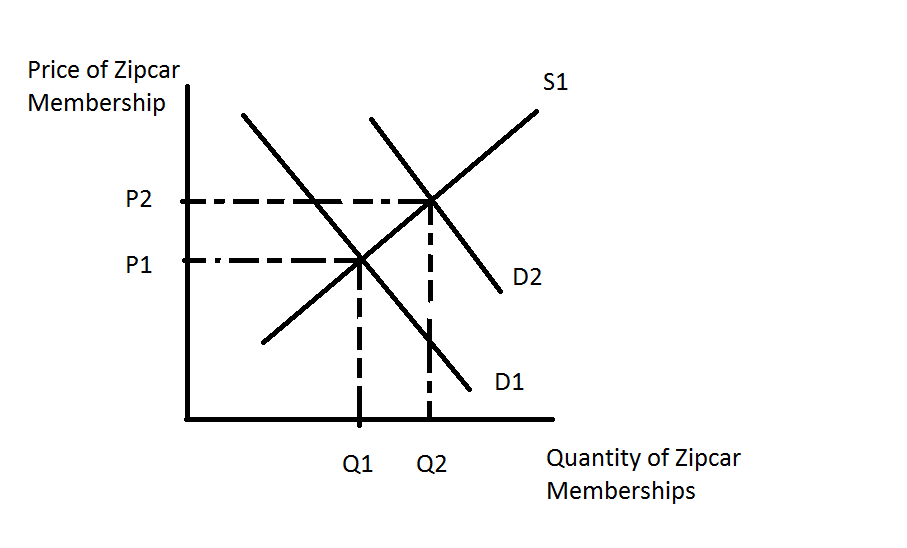 Price of Zipcar
Membership
S1
P2
P1
D2
D1
Q1
Q2
Quantity of Zipcar
Memberships